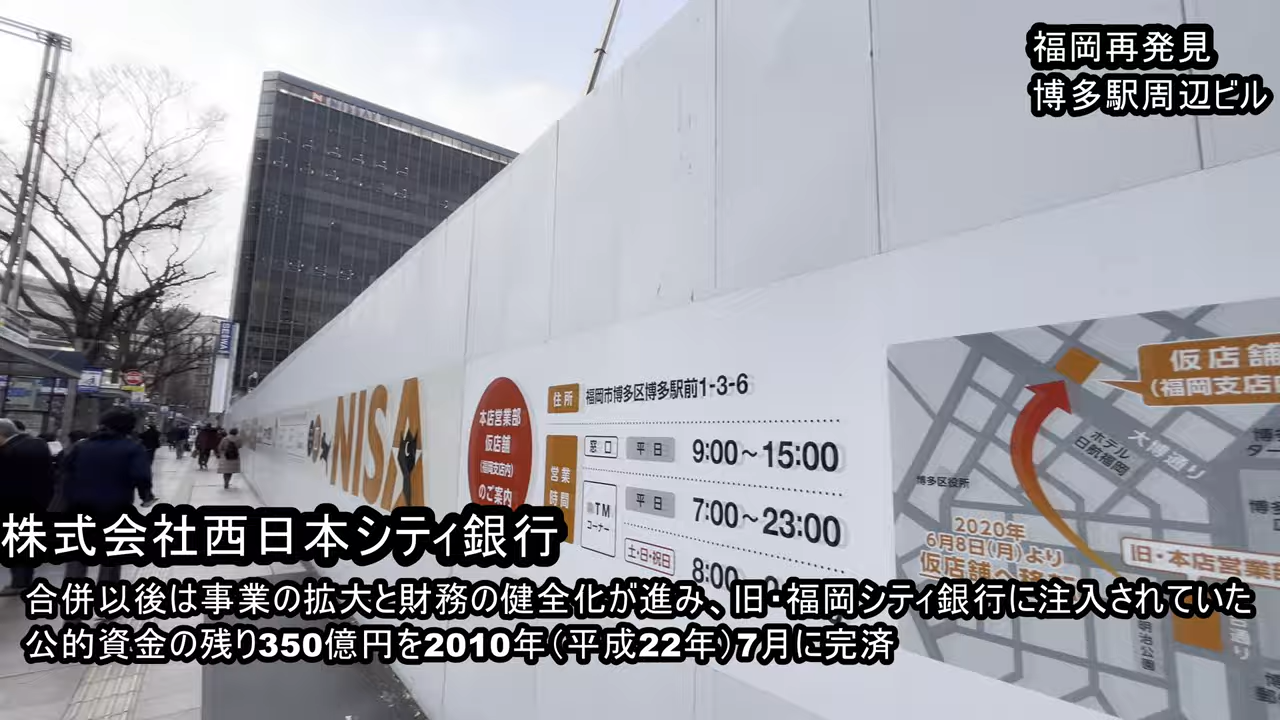 福岡再発見
博多駅周辺ビル
NISA
本店営業部
仮店舗
(福岡支店内)
のご案内
住所
福岡市博多区博多駅前1-3-6
営業
時間
窓口
平日
9:00~15:00
ATM
コーナー
平日
7:00~23:00
土・日・祝日
8:00
仮店舗
大博通り
ホテル
日航福岡
博多区役所
2020年
6月8日(月)より
仮店舗へ
旧・本店営業
明治公園
株式会社西日本シティ銀行
合併以後は事業の拡大と財務の健全化が進み、旧・福岡シティ銀行に注入されていた
公的資金の残り350億円を2010年(平成22年)7月に完済